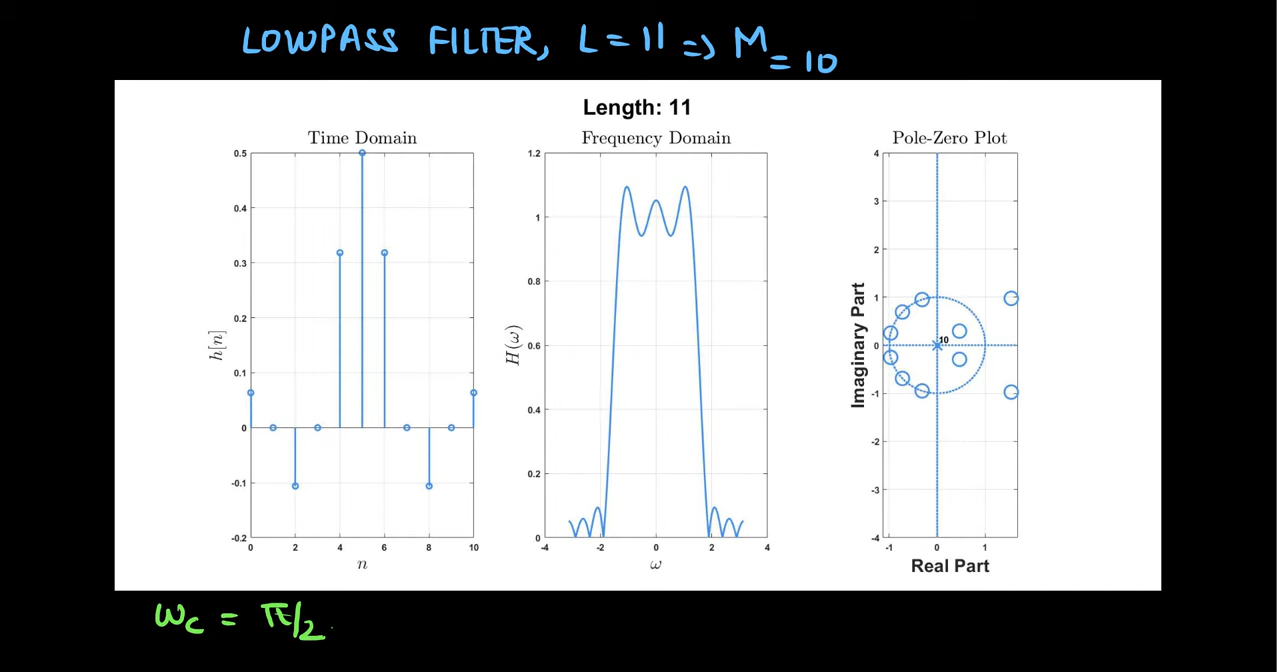 LOWPASS FILTER, L = 11 => M = 10
Length: 11
Time Domain
0.5
0.4
0.3
0.2
0.1
0
-0.1
-0.2
h[n]
0 2 4 6 8 10
n
Frequency Domain
1.2
1
0.8
0.6
0.4
0.2
0
H(ω)
-4 -2 0 2 4
ω
Pole-Zero Plot
4
3
2
1
0
-1
-2
-3
-4
Imaginary Part
10
-1 0 1
Real Part
ωc = π/2